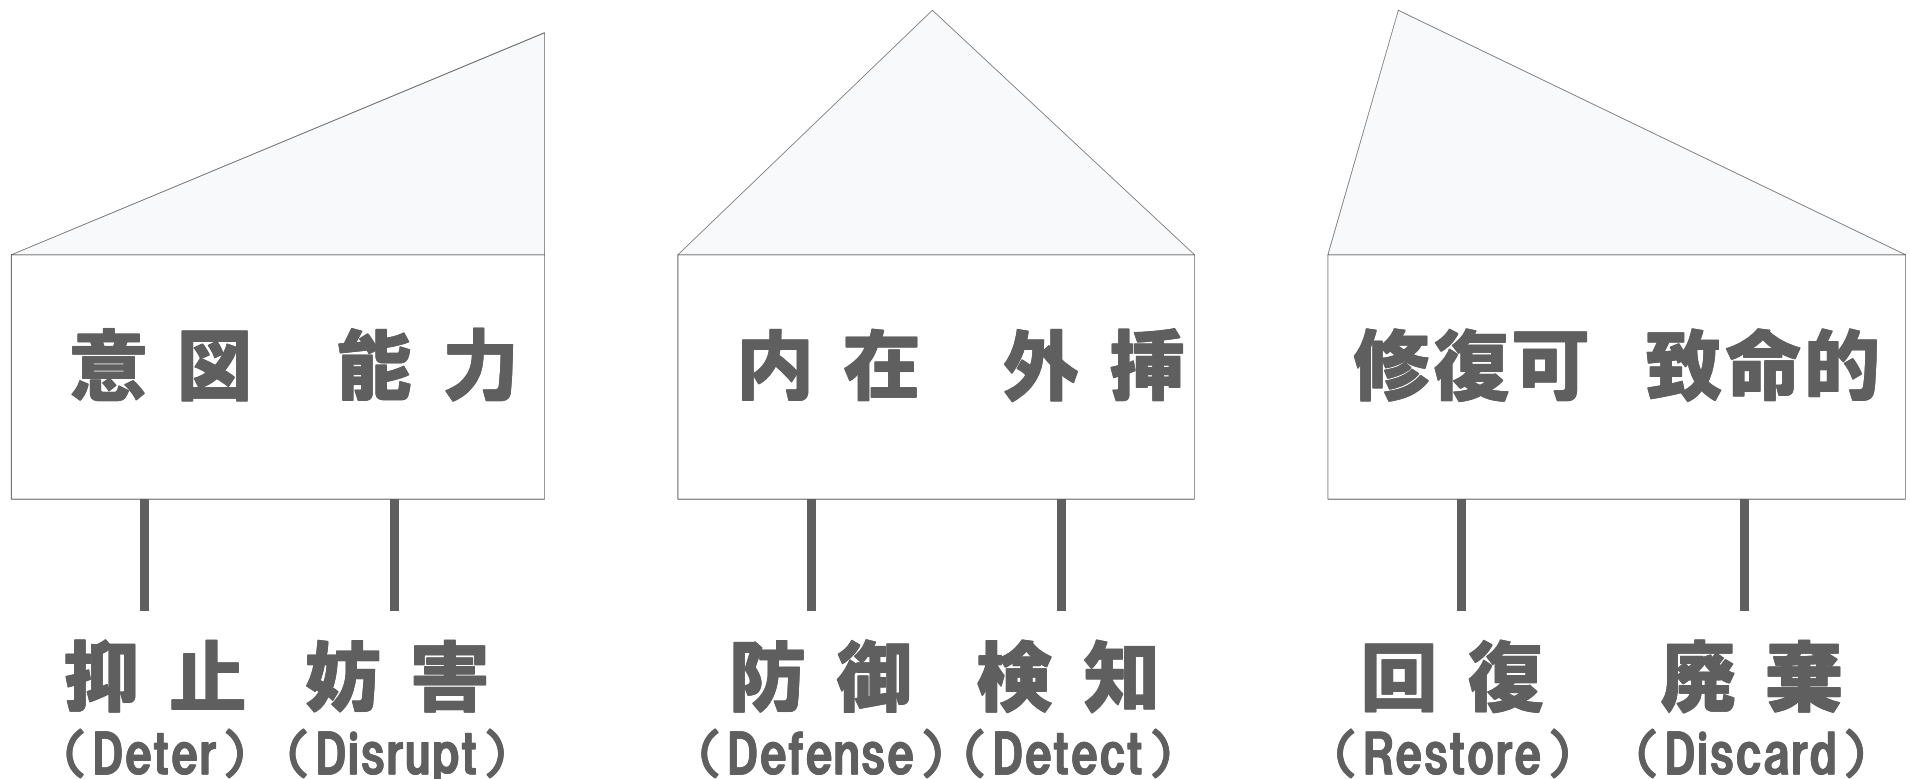 意図 能力 内在 外挿 修復可 致命的
抑止 妨害 防御 検知 回復 廃棄
(Deter) (Disrupt) (Defense) (Detect) (Restore) (Discard)